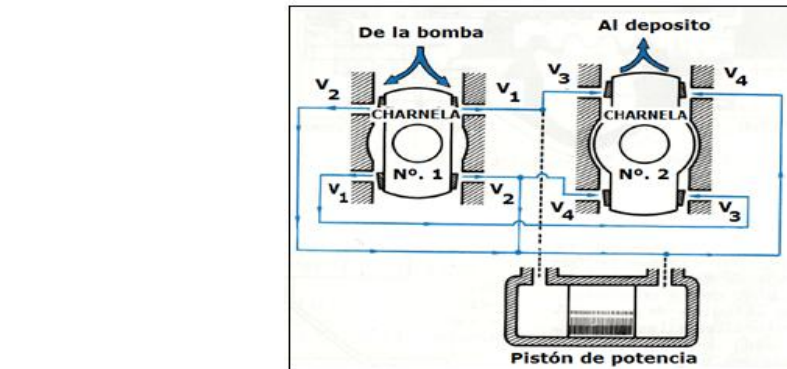 De la bomba
Al deposito
V2
V1
V3
V4
CHARNELA
CHARNELA
Nº. 1
Nº. 2
V1
V2
V4
V3
Pistón de potencia